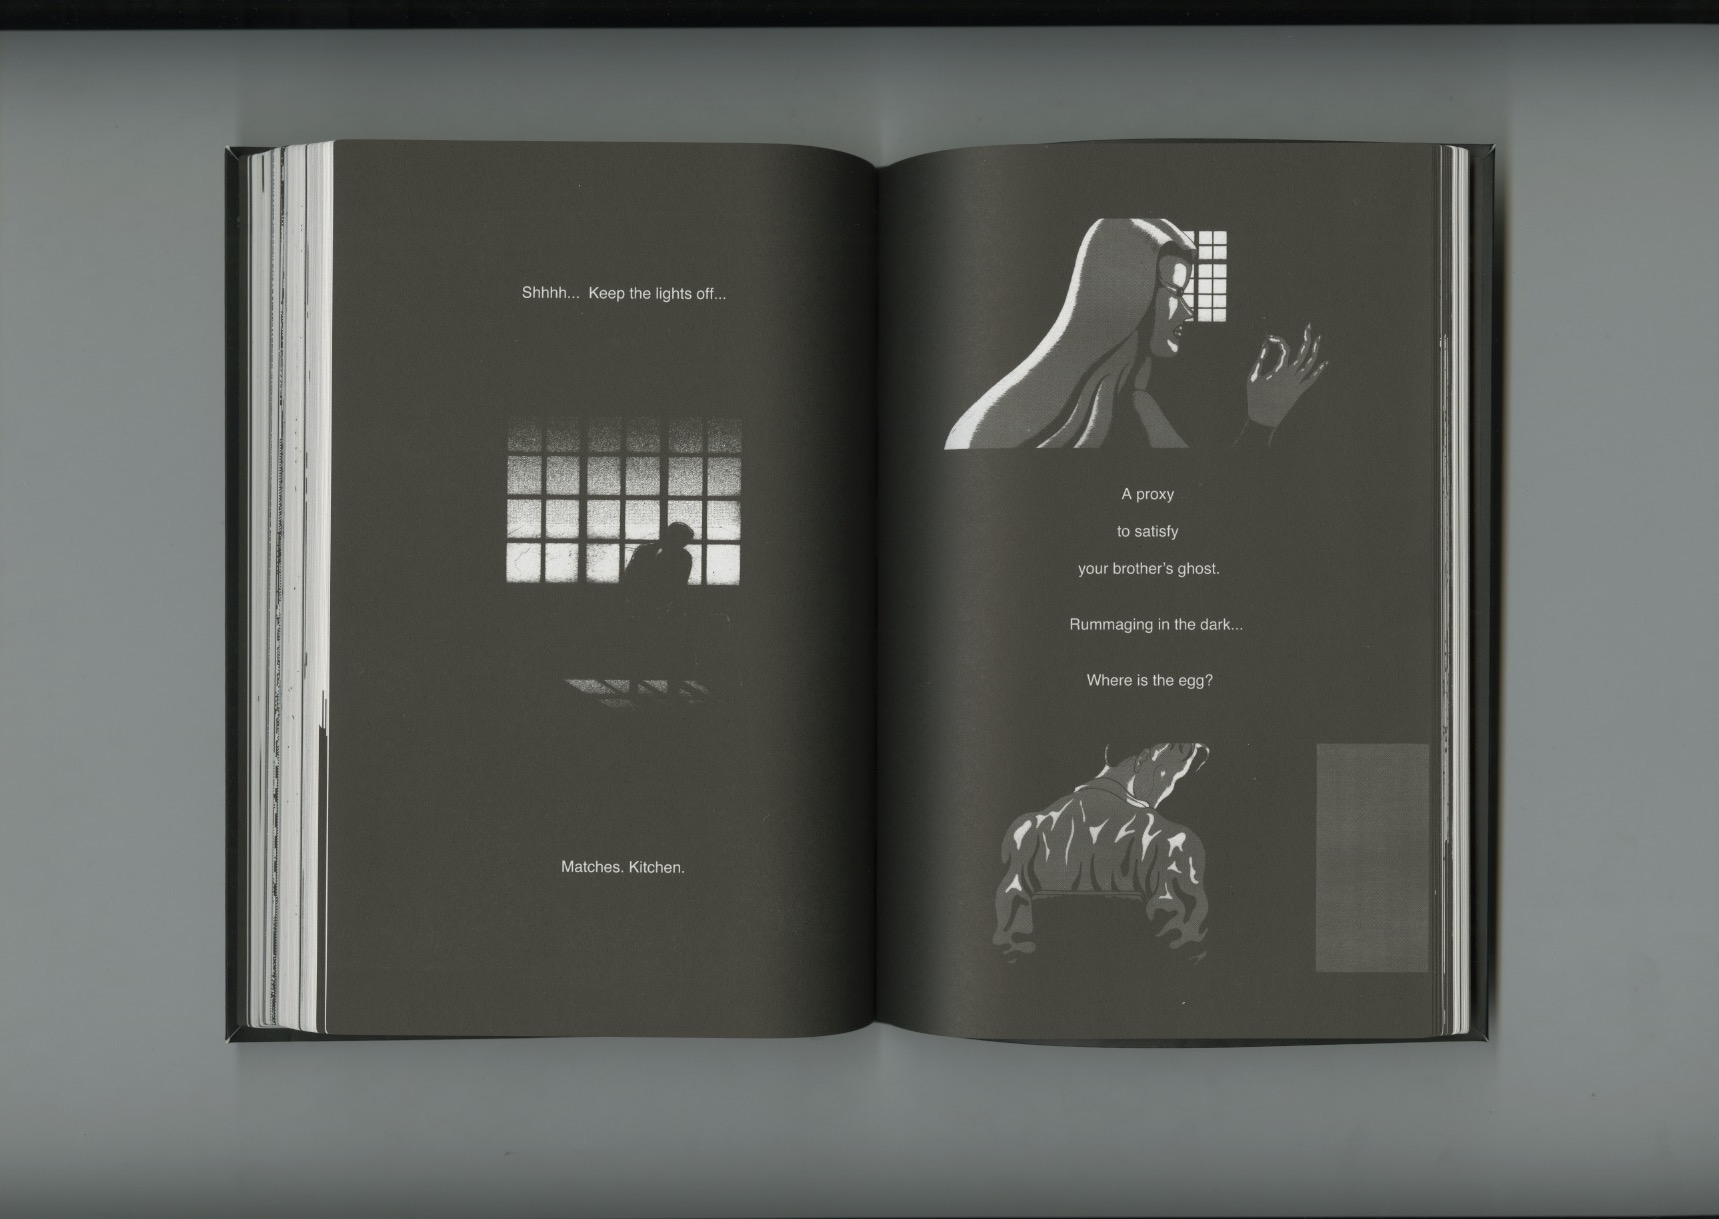 Shhhh... Keep the lights off...
Matches. Kitchen.
A proxy
to satisfy
your brother's ghost.
Rummaging in the dark...
Where is the egg?